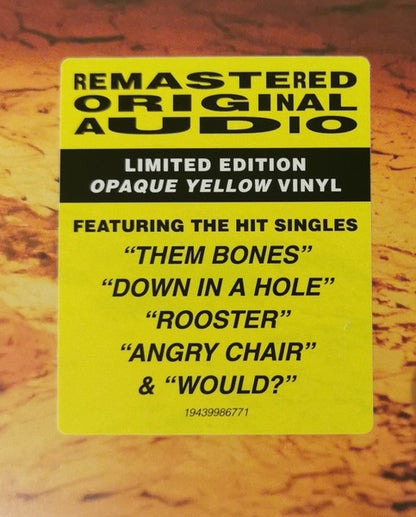 REMASTERED
ORIGINAL
AUDIO
LIMITED EDITION
OPAQUE YELLOW VINYL
FEATURING THE HIT SINGLES
“THEM BONES”
“DOWN IN A HOLE”
“ROOSTER”
“ANGRY CHAIR”
& “WOULD?”
19439986771